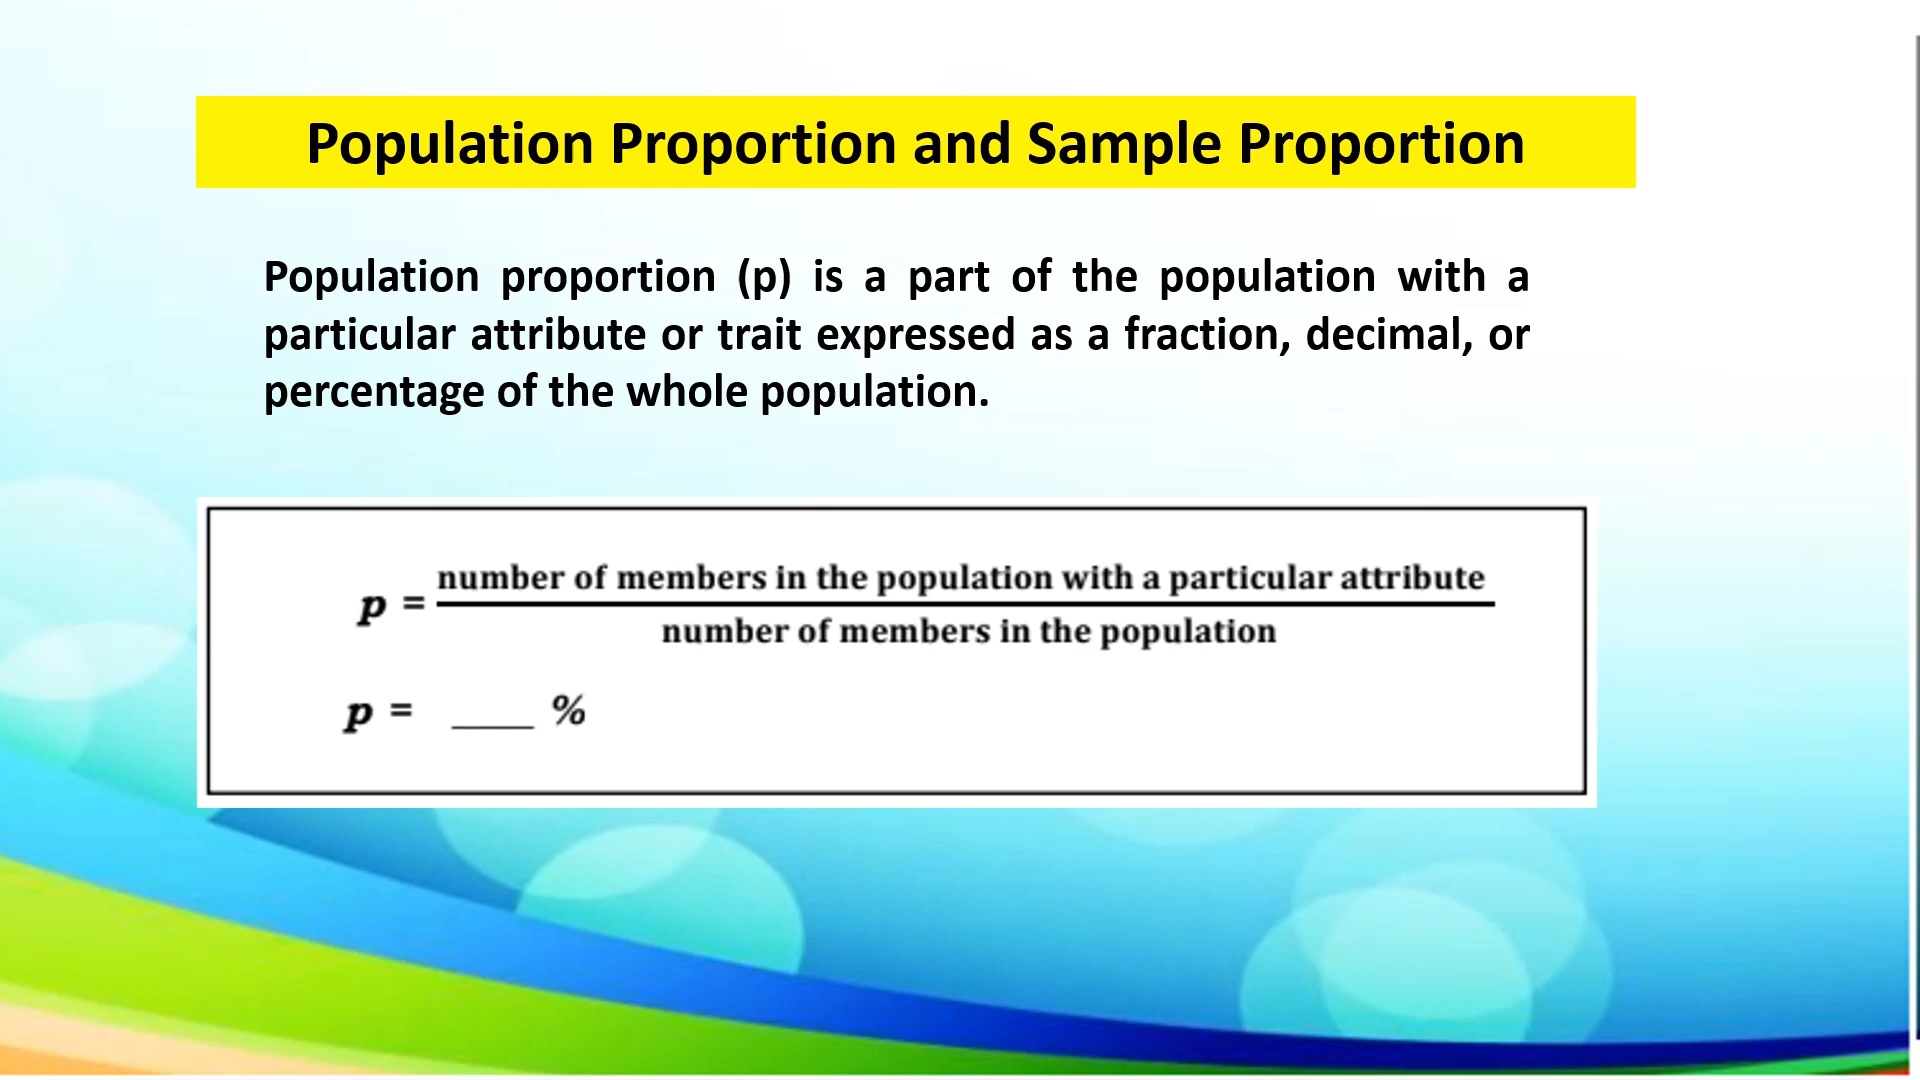 Population Proportion and Sample Proportion
Population proportion (p) is a part of the population with a
particular attribute or trait expressed as a fraction, decimal, or
percentage of the whole population.
p = number of members in the population with a particular attribute
number of members in the population
p = ____ %